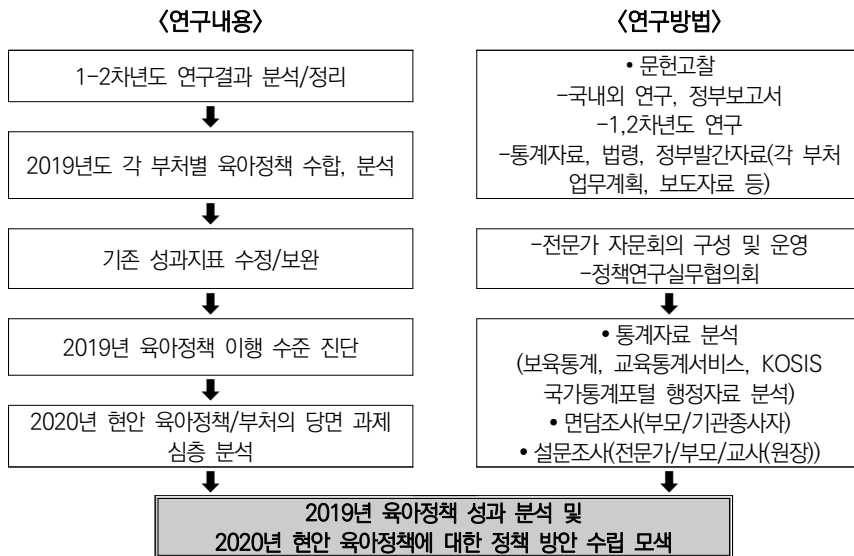 〈연구내용〉
1-2차년도 연구결과 분석/정리
2019년도 각 부처별 육아정책 수합, 분석
기존 성과지표 수정/보완
2019년 육아정책 이행 수준 진단
2020년 현안 육아정책/부처의 당면 과제
심층 분석
〈연구방법〉
• 문헌고찰
-국내외 연구, 정부보고서
-1,2차년도 연구
-통계자료, 법령, 정부발간자료(각 부처
업무계획, 보도자료 등)
-전문가 자문회의 구성 및 운영
-정책연구실무협의회
• 통계자료 분석
(보육통계, 교육통계서비스, KOSIS
국가통계포털 행정자료 분석)
• 면담조사(부모/기관종사자)
• 설문조사(전문가/부모/교사(원장))
2019년 육아정책 성과 분석 및
2020년 현안 육아정책에 대한 정책 방안 수립 모색